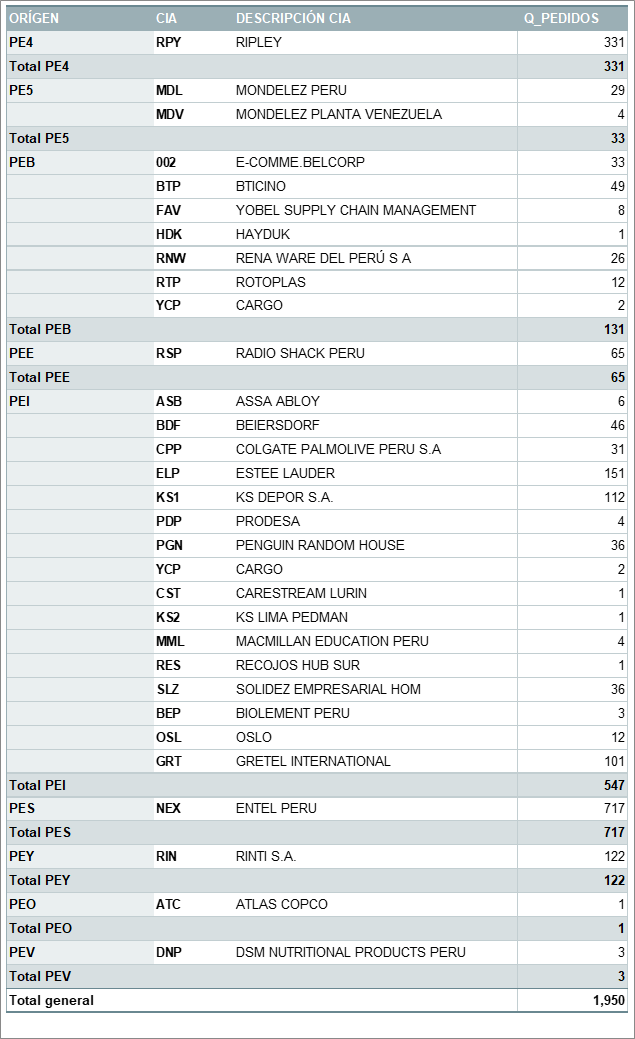 ORÍGEN CIA DESCRIPCIÓN CIA Q_PEDIDOS
PE4 RPY RIPLEY 331
Total PE4 331
PE5 MDL MONDELEZ PERU 29
MDV MONDELEZ PLANTA VENEZUELA 4
Total PE5 33
PEB 002 E-COMME.BELCORP 33
BTP BTICINO 49
FAV YOBEL SUPPLY CHAIN MANAGEMENT 8
HDK HAYDUK 1
RNW RENA WARE DEL PERÚ S A 26
RTP ROTOPLAS 12
YCP CARGO 2
Total PEB 131
PEE RSP RADIO SHACK PERU 65
Total PEE 65
PEI ASB ASSA ABLOY 6
BDF BEIERSDORF 46
CPP COLGATE PALMOLIVE PERU S.A 31
ELP ESTEE LAUDER 151
KS1 KS DEPOR S.A. 112
PDP PRODESA 4
PGN PENGUIN RANDOM HOUSE 36
YCP CARGO 2
CST CARESTREAM LURIN 1
KS2 KS LIMA PEDMAN 1
MML MACMILLAN EDUCATION PERU 4
RES RECOJOS HUB SUR 1
SLZ SOLIDEZ EMPRESARIAL HOM 36
BEP BIOLEMENT PERU 3
OSL OSLO 12
GRT GRETEL INTERNATIONAL 101
Total PEI 547
PES NEX ENTEL PERU 717
Total PES 717
PEY RIN RINTI S.A. 122
Total PEY 122
PEO ATC ATLAS COPCO 1
Total PEO 1
PEV DNP DSM NUTRITIONAL PRODUCTS PERU 3
Total PEV 3
Total general 1,950